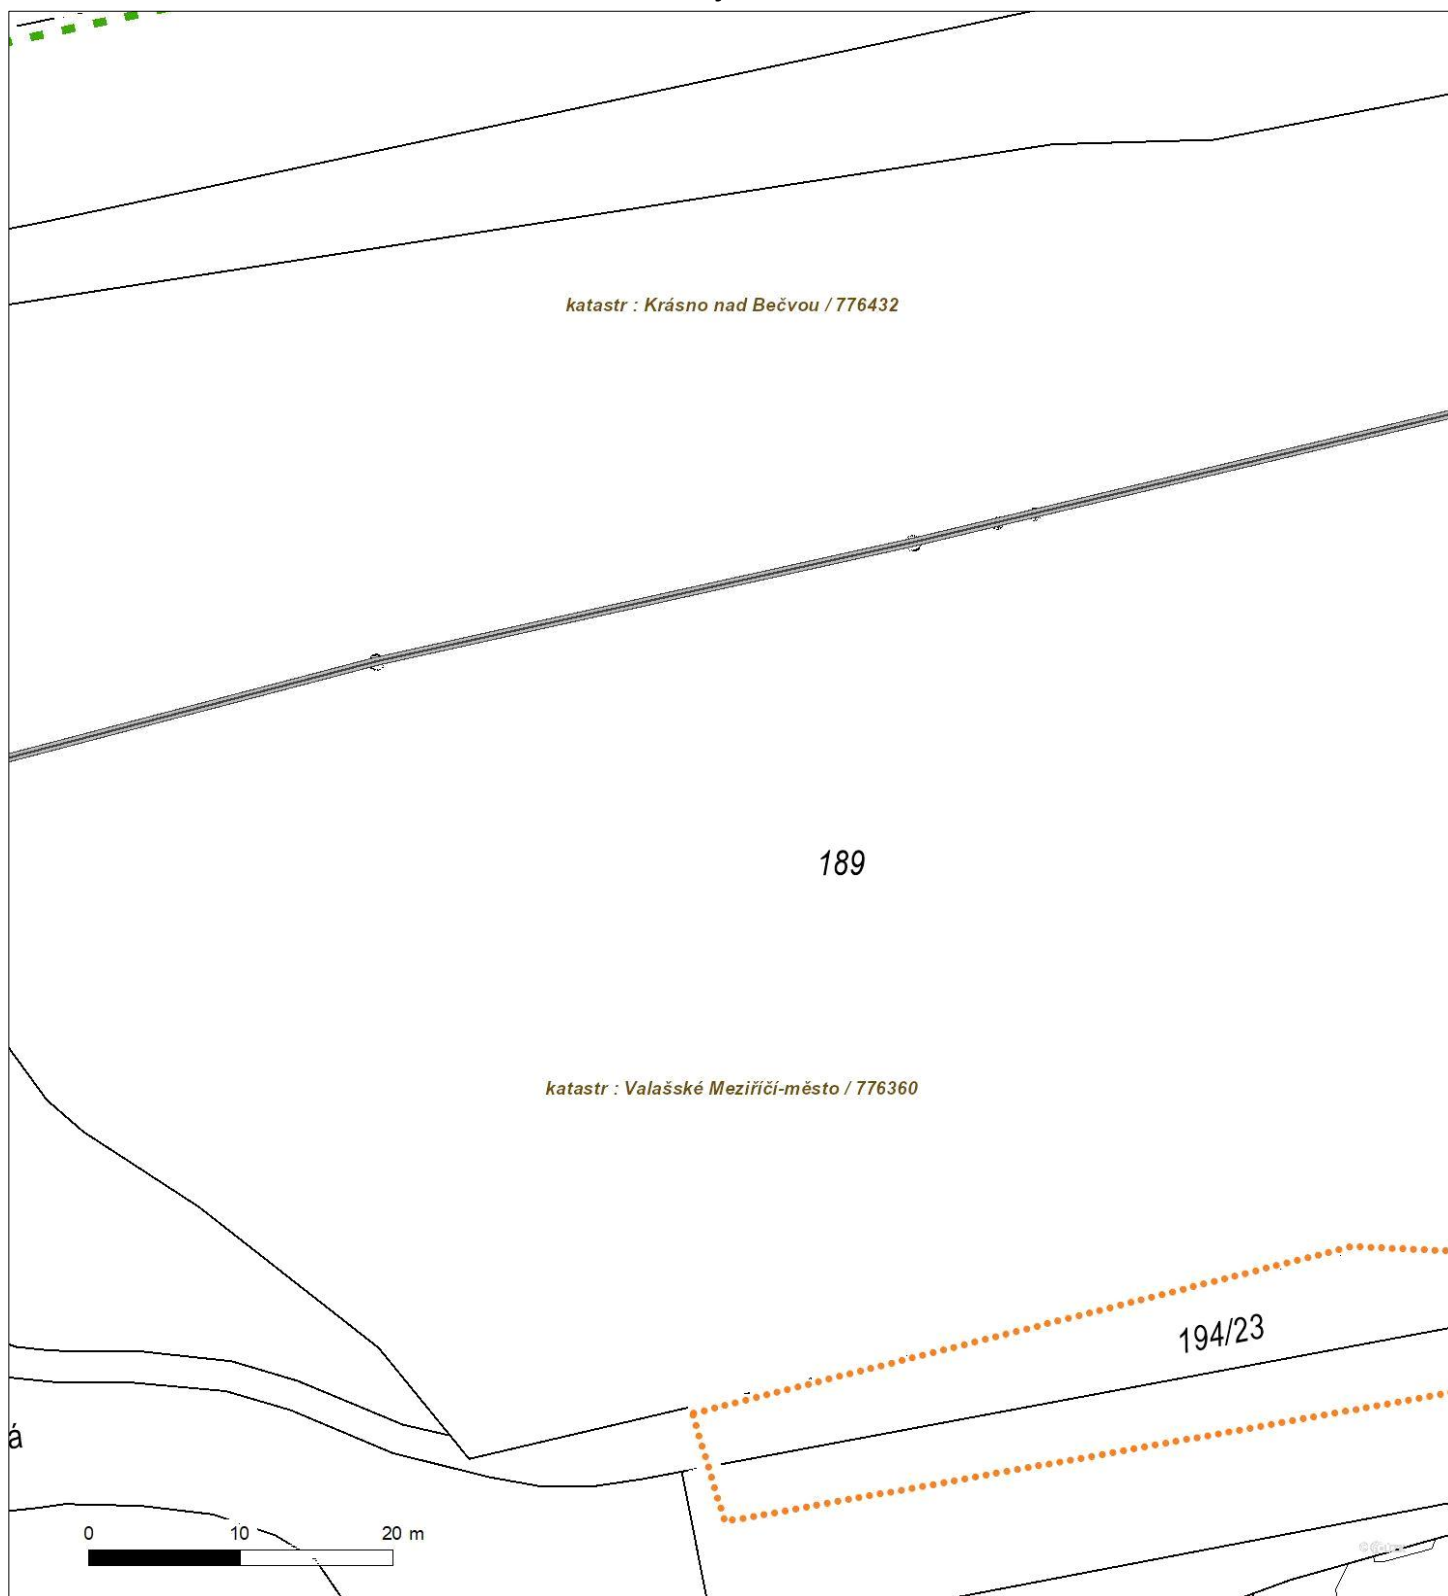 katastr : Krásno nad Bečvou / 776432
189
katastr : Valašské Meziříčí-město / 776360
194/23
á
0 10 20 m